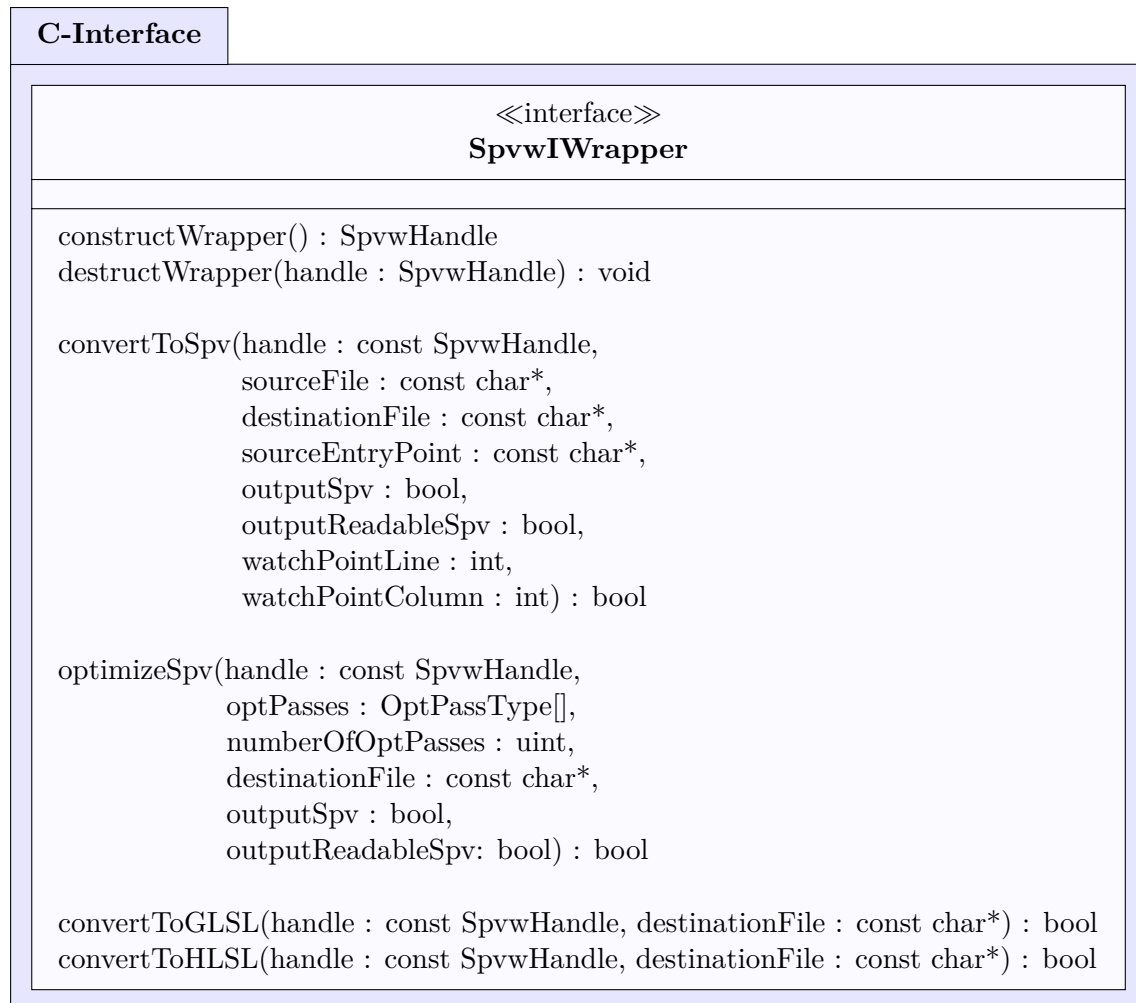 C-Interface
≪interface≫
SpvwIWrapper
constructWrapper() : SpvwHandle
destructWrapper(handle : SpvwHandle) : void
convertToSpv(handle : const SpvwHandle,
sourceFile : const char*,
destinationFile : const char*,
sourceEntryPoint : const char*,
outputSpv : bool,
outputReadableSpv : bool,
watchPointLine : int,
watchPointColumn : int) : bool
optimizeSpv(handle : const SpvwHandle,
optPasses : OptPassType[],
numberOfOptPasses : uint,
destinationFile : const char*,
outputSpv : bool,
outputReadableSpv: bool) : bool
convertToGLSL(handle : const SpvwHandle, destinationFile : const char*) : bool
convertToHLSL(handle : const SpvwHandle, destinationFile : const char*) : bool